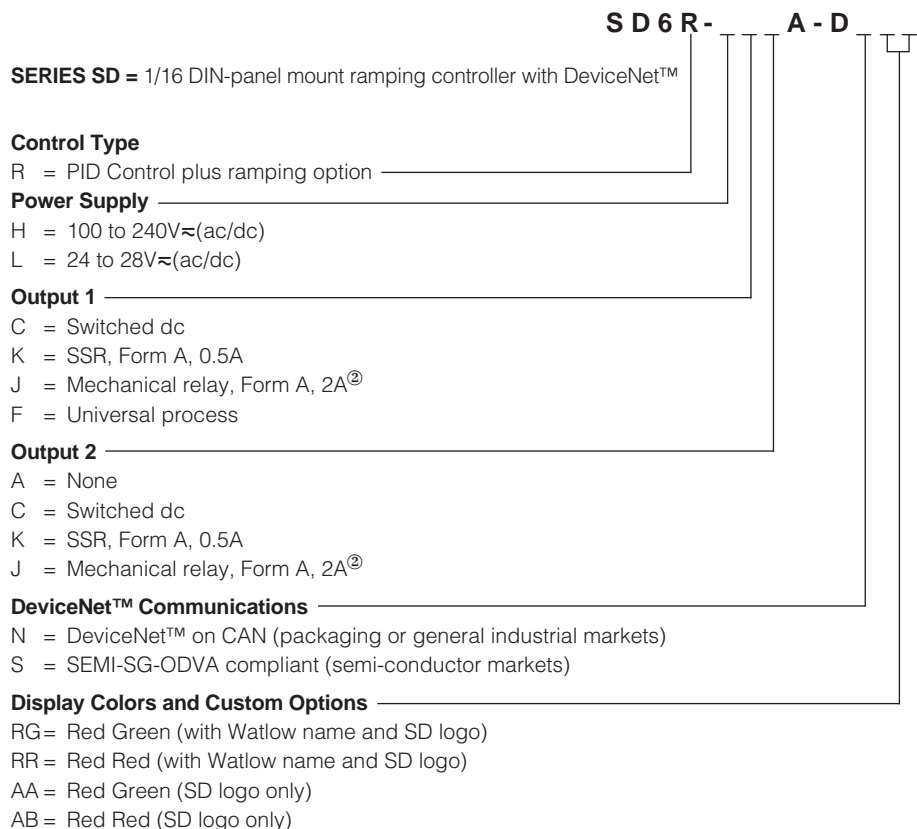 SD6R-_ _ _ A-D _ _ _
SERIES SD = 1/16 DIN-panel mount ramping controller with DeviceNet™
Control Type
R = PID Control plus ramping option
Power Supply
H = 100 to 240V≂(ac/dc)
L = 24 to 28V≂(ac/dc)
Output 1
C = Switched dc
K = SSR, Form A, 0.5A
J = Mechanical relay, Form A, 2A②
F = Universal process
Output 2
A = None
C = Switched dc
K = SSR, Form A, 0.5A
J = Mechanical relay, Form A, 2A②
DeviceNet™ Communications
N = DeviceNet™ on CAN (packaging or general industrial markets)
S = SEMI-SG-ODVA compliant (semi-conductor markets)
Display Colors and Custom Options
RG = Red Green (with Watlow name and SD logo)
RR = Red Red (with Watlow name and SD logo)
AA = Red Green (SD logo only)
AB = Red Red (SD logo only)